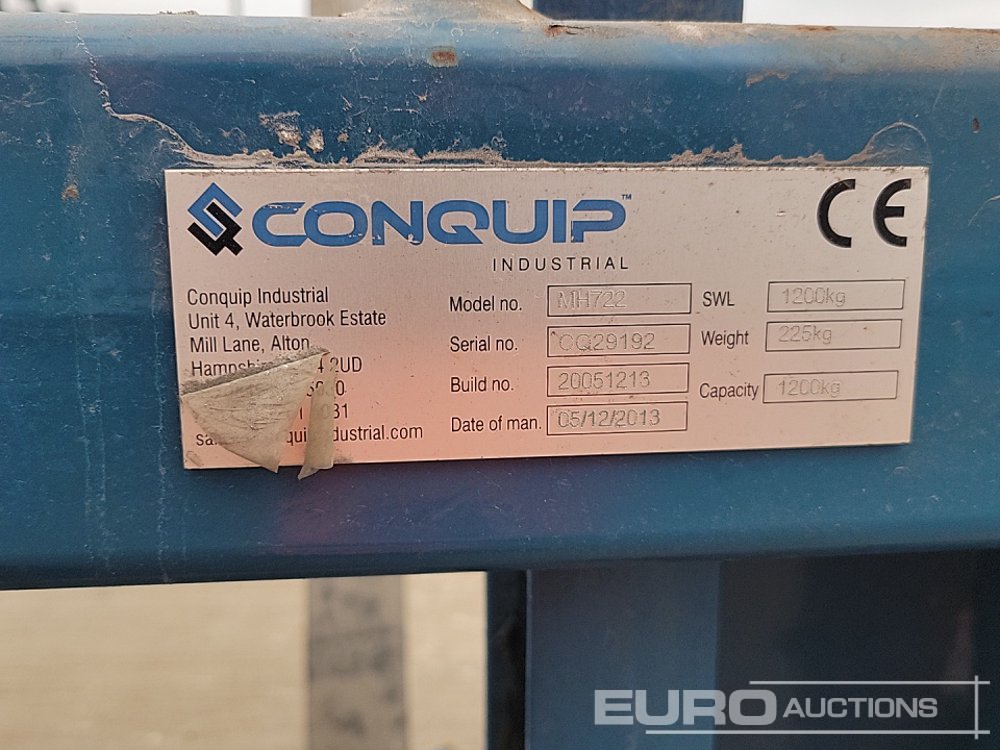 CONQUIP™
INDUSTRIAL
CE
Conquip Industrial
Unit 4, Waterbrook Estate
Mill Lane, Alton
2UD
Model no. MH722
Serial no. CQ29192
Build no. 20051213
Date of man. 05/12/2013
SWL 1200kg
Weight 225kg
Capacity 1200kg
EURO AUCTIONS